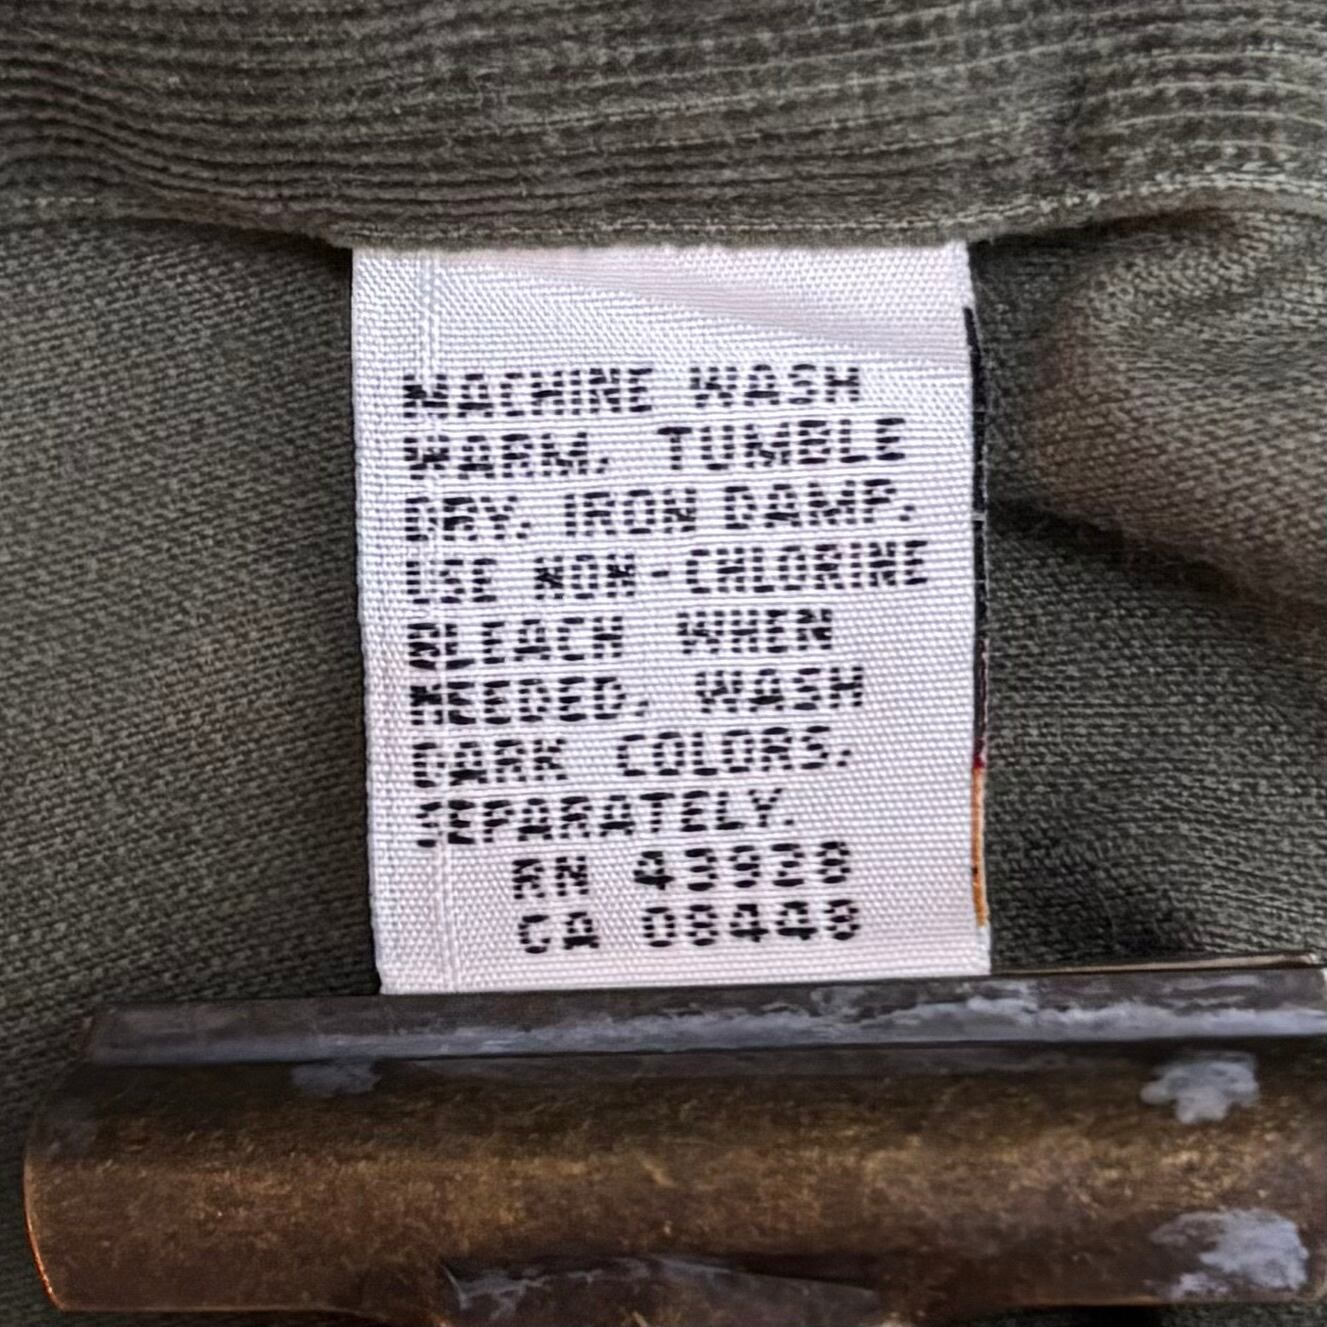 MACHINE WASH
WARM, TUMBLE
DRY. IRON DAMP.
USE NON-CHLORINE
BLEACH WHEN
NEEDED. WASH
DARK COLORS.
SEPARATELY.
RN 43928
CA 08448